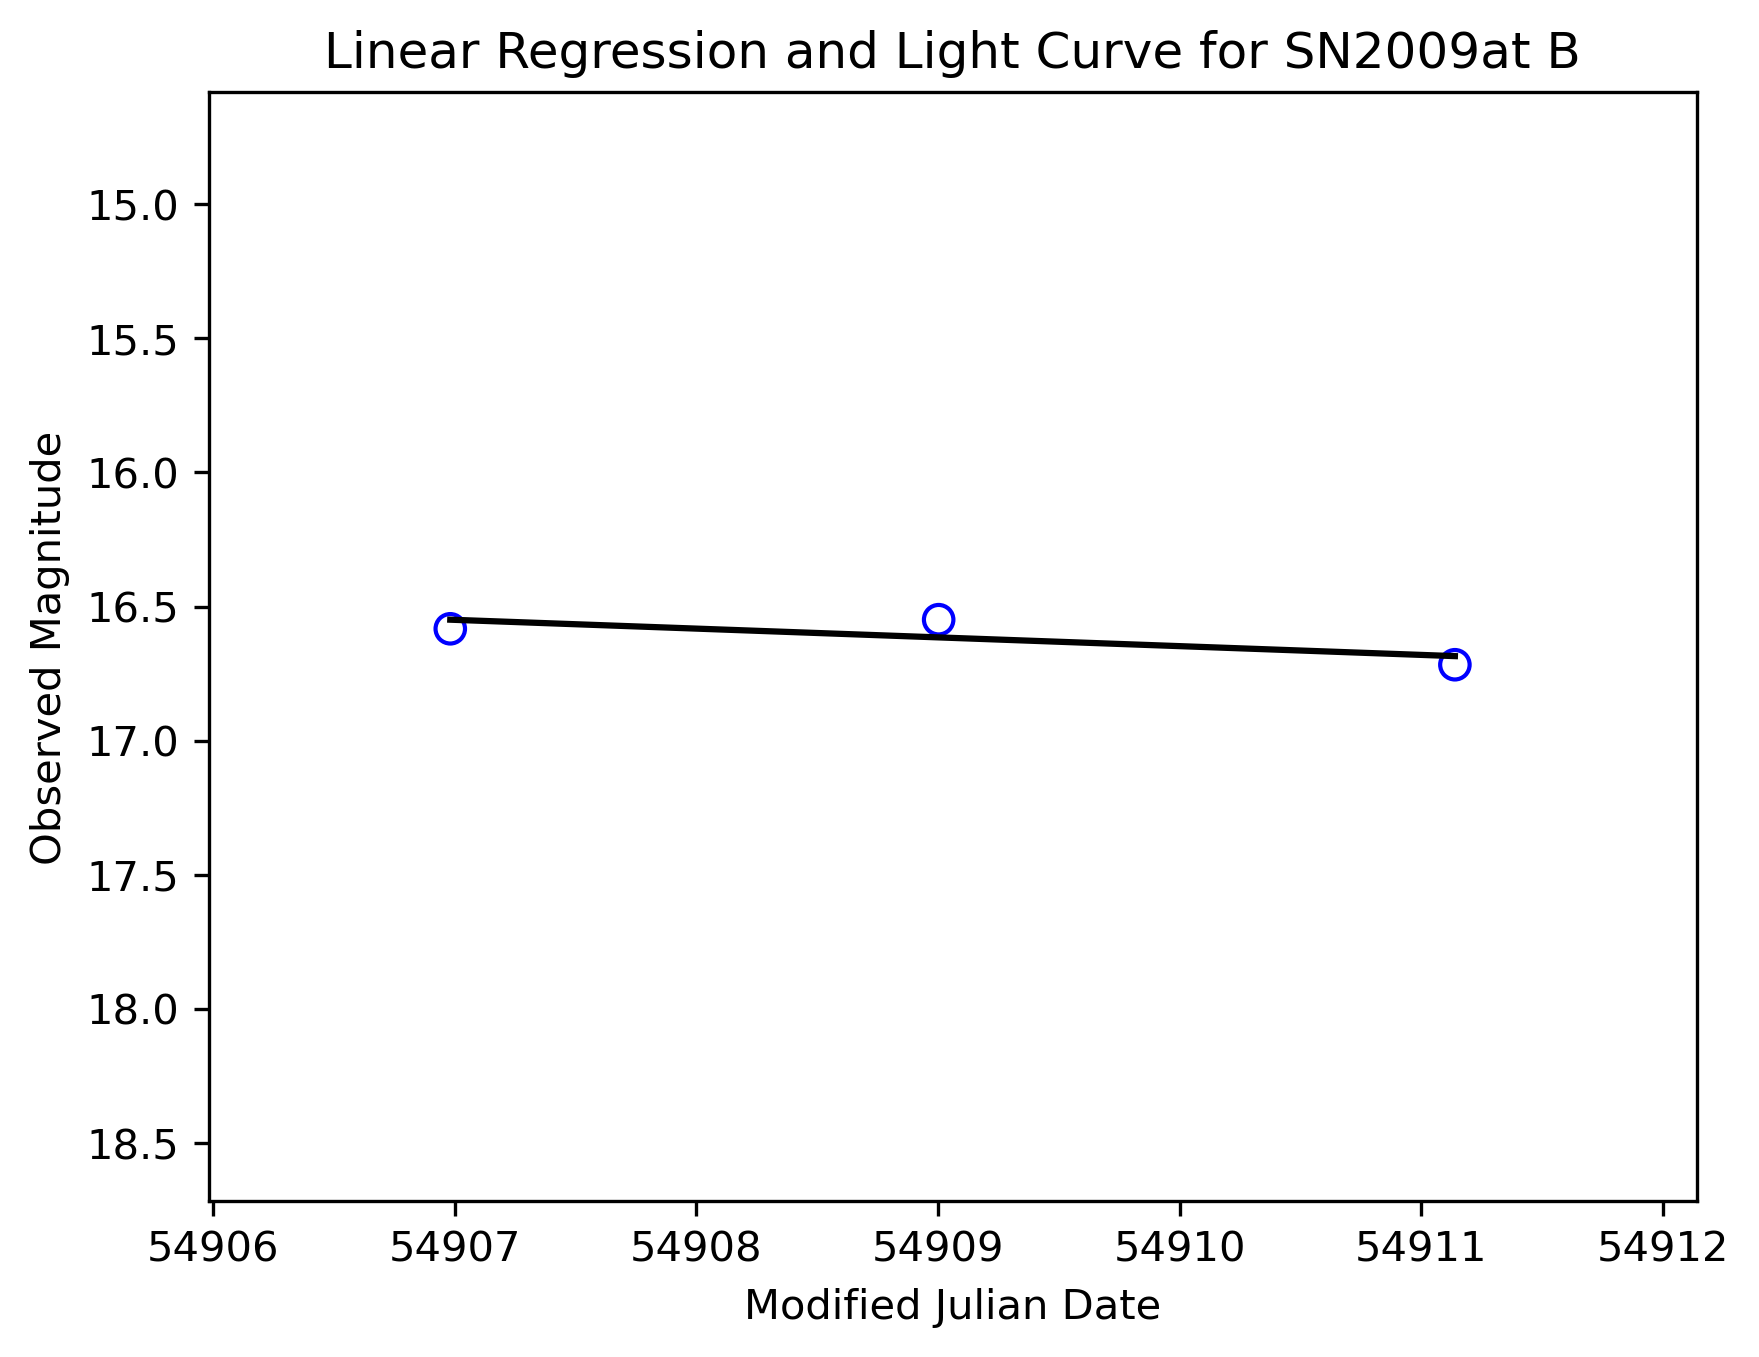 Linear Regression and Light Curve for SN2009at B
Observed Magnitude
15.0
15.5
16.0
16.5
17.0
17.5
18.0
18.5
54906 54907 54908 54909 54910 54911 54912
Modified Julian Date